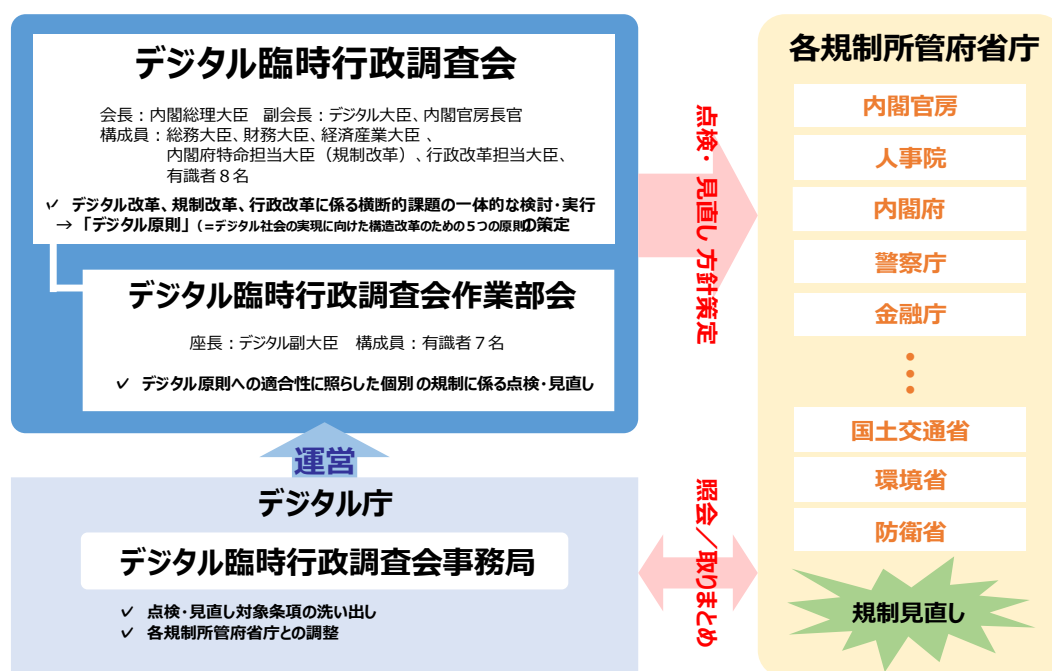 デジタル臨時行政調査会
会長：内閣総理大臣　副会長：デジタル大臣、内閣官房長官
構成員：総務大臣、財務大臣、経済産業大臣 、
内閣府特命担当大臣（規制改革）、行政改革担当大臣、
有識者８名
✓ デジタル改革、規制改革、行政改革に係る横断的課題の一体的な検討・実行
→ 「デジタル原則」（=デジタル社会の実現に向けた構造改革のための５つの原則）の策定
デジタル臨時行政調査会作業部会
座長：デジタル副大臣　構成員：有識者７名
✓ デジタル原則への適合性に照らした個別の規制に係る点検・見直し
運営
デジタル庁
デジタル臨時行政調査会事務局
✓ 点検・見直し対象条項の洗い出し
✓ 各規制所管府省庁との調整
点検・見直し方針策定
照会／取りまとめ
各規制所管府省庁
内閣官房
人事院
内閣府
警察庁
金融庁
国土交通省
環境省
防衛省
規制見直し